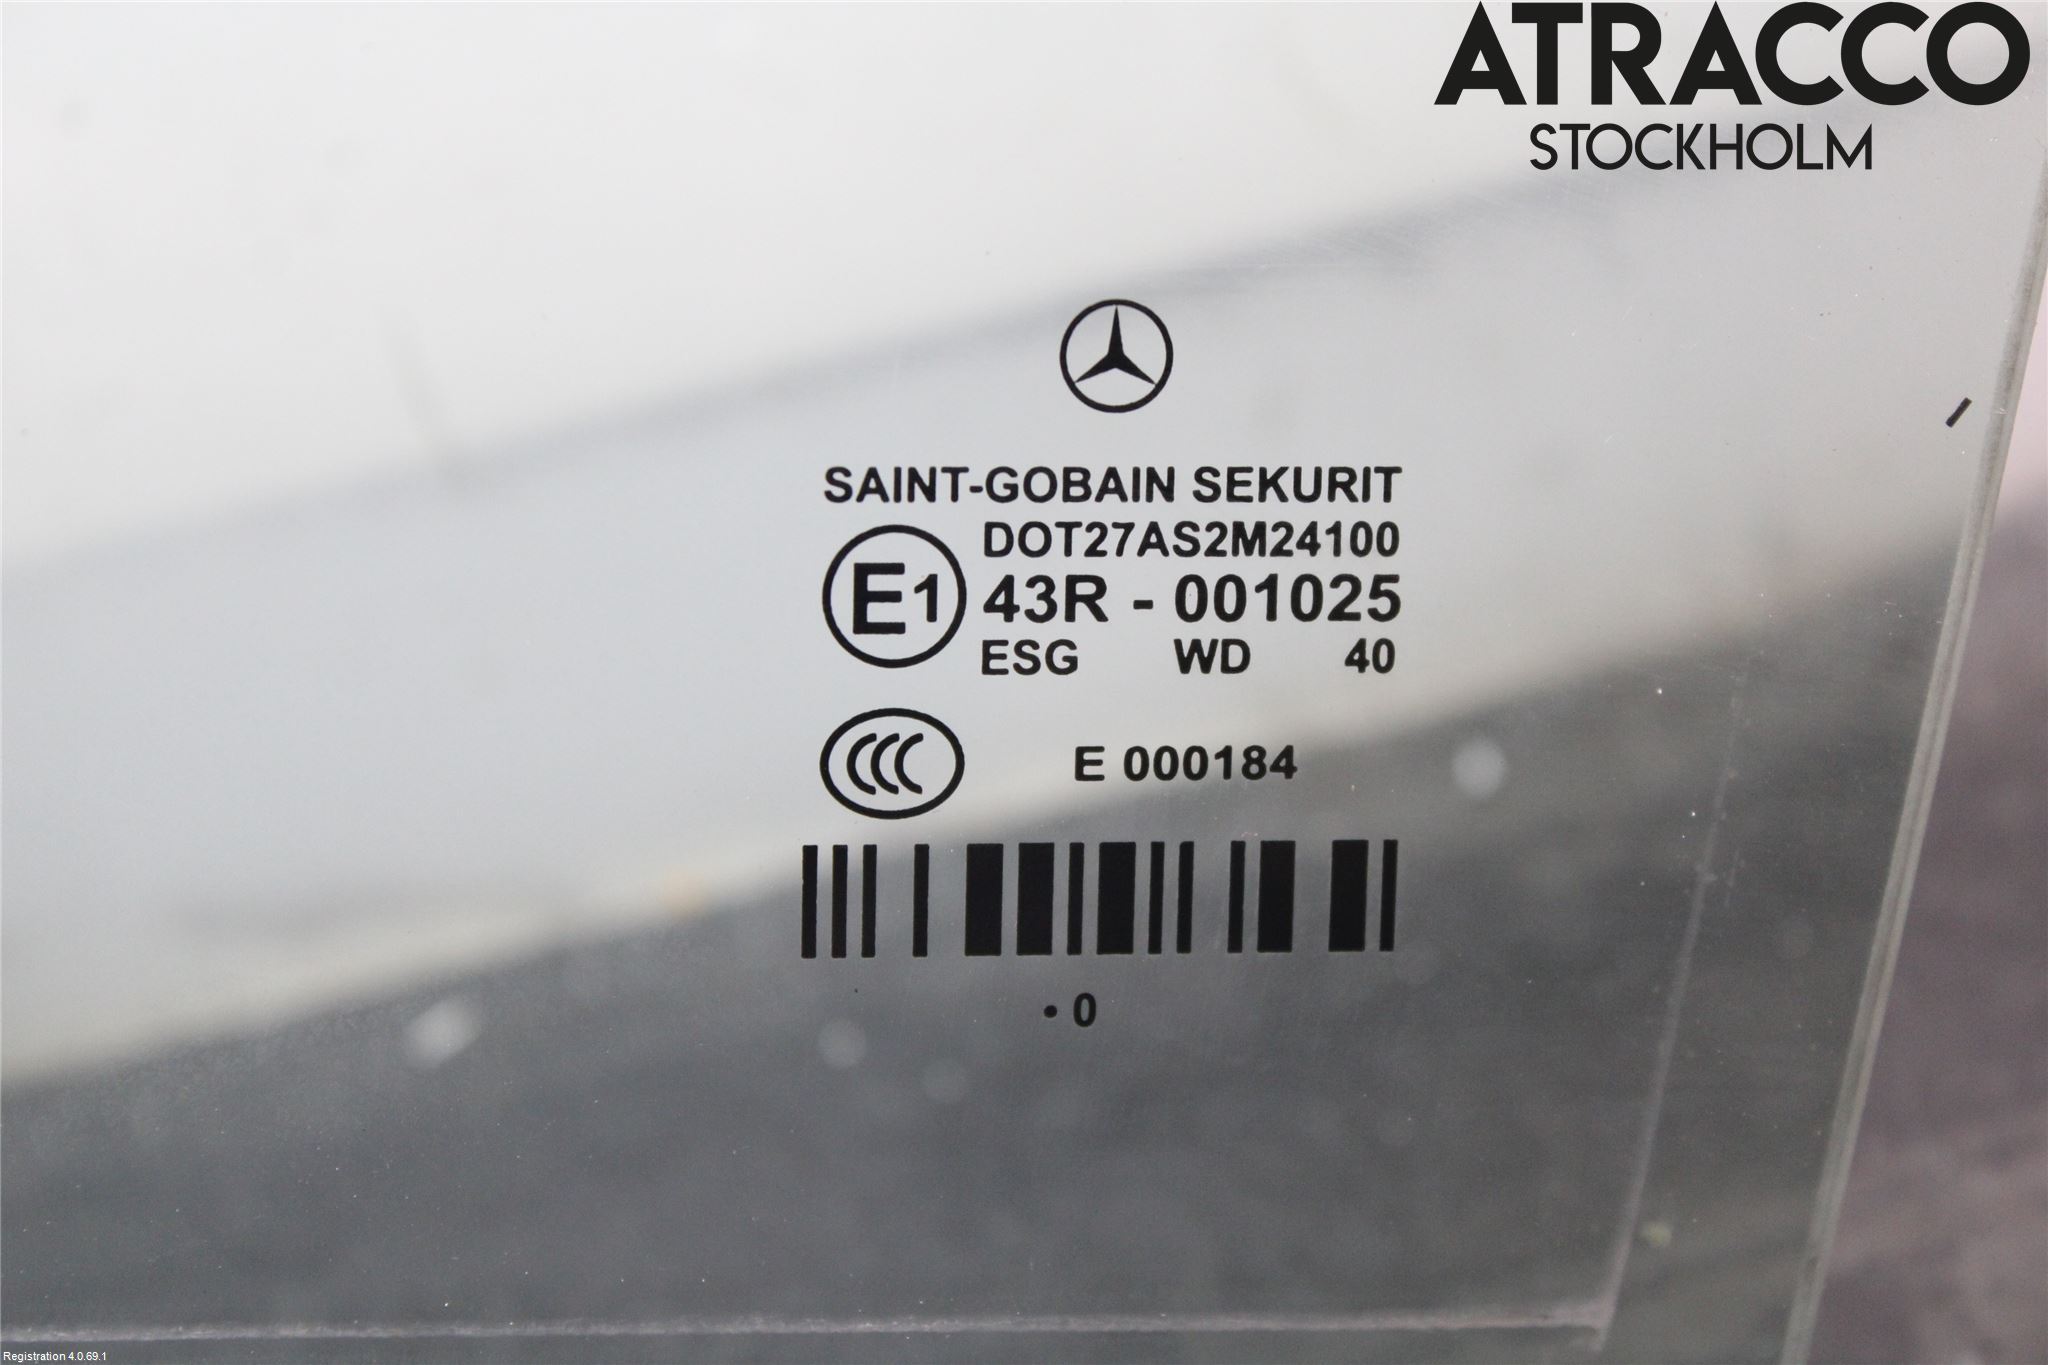 ATRACCO
STOCKHOLM
SAINT-GOBAIN SEKURIT
DOT27AS2M24100
E1 43R - 001025
ESG WD 40
CCC E 000184
• 0
Registration 4.0.69.1